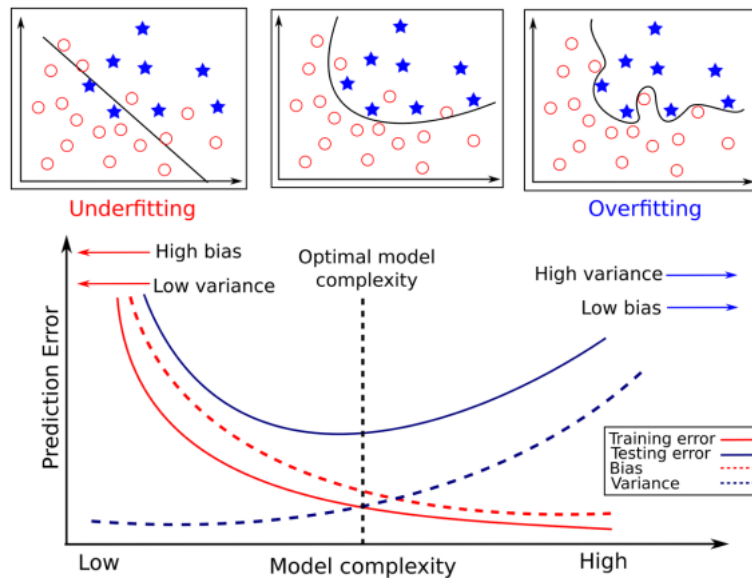 Underfitting
Overfitting
High bias
Low variance
Optimal model
complexity
High variance
Low bias
Prediction Error
Training error
Testing error
Bias
Variance
Low
Model complexity
High